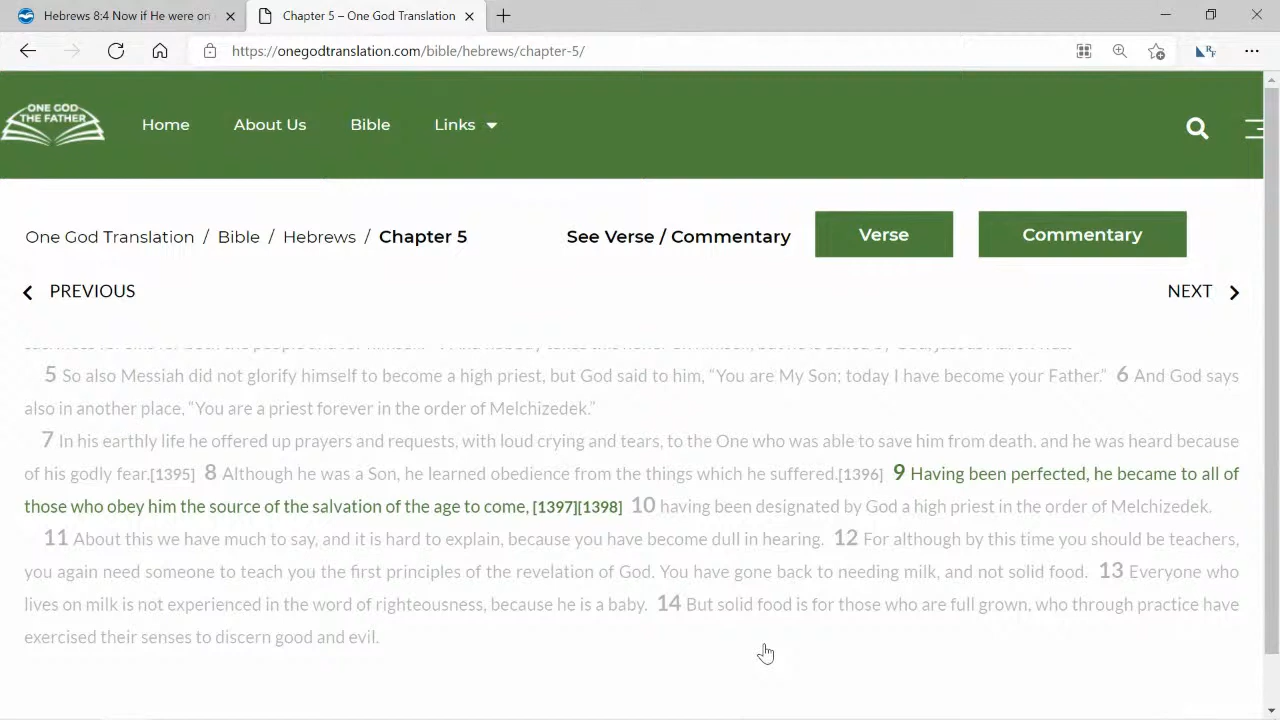 Hebrews 8:4 Now if He were on
Chapter 5 – One God Translation
https://onegodtranslation.com/bible/hebrews/chapter-5/
RF
ONE GOD
THE FATHER
Home About Us Bible Links
One God Translation / Bible / Hebrews / Chapter 5 See Verse / Commentary Verse Commentary
PREVIOUS NEXT
5 So also Messiah did not glorify himself to become a high priest, but God said to him, “You are My Son; today I have become your Father.” 6 And God says
also in another place, “You are a priest forever in the order of Melchizedek.”
7 In his earthly life he offered up prayers and requests, with loud crying and tears, to the One who was able to save him from death, and he was heard because
of his godly fear.[1395] 8 Although he was a Son, he learned obedience from the things which he suffered.[1396] 9 Having been perfected, he became to all of
those who obey him the source of the salvation of the age to come, [1397][1398] 10 having been designated by God a high priest in the order of Melchizedek.
11 About this we have much to say, and it is hard to explain, because you have become dull in hearing. 12 For although by this time you should be teachers,
you again need someone to teach you the first principles of the revelation of God. You have gone back to needing milk, and not solid food. 13 Everyone who
lives on milk is not experienced in the word of righteousness, because he is a baby. 14 But solid food is for those who are full grown, who through practice have
exercised their senses to discern good and evil.